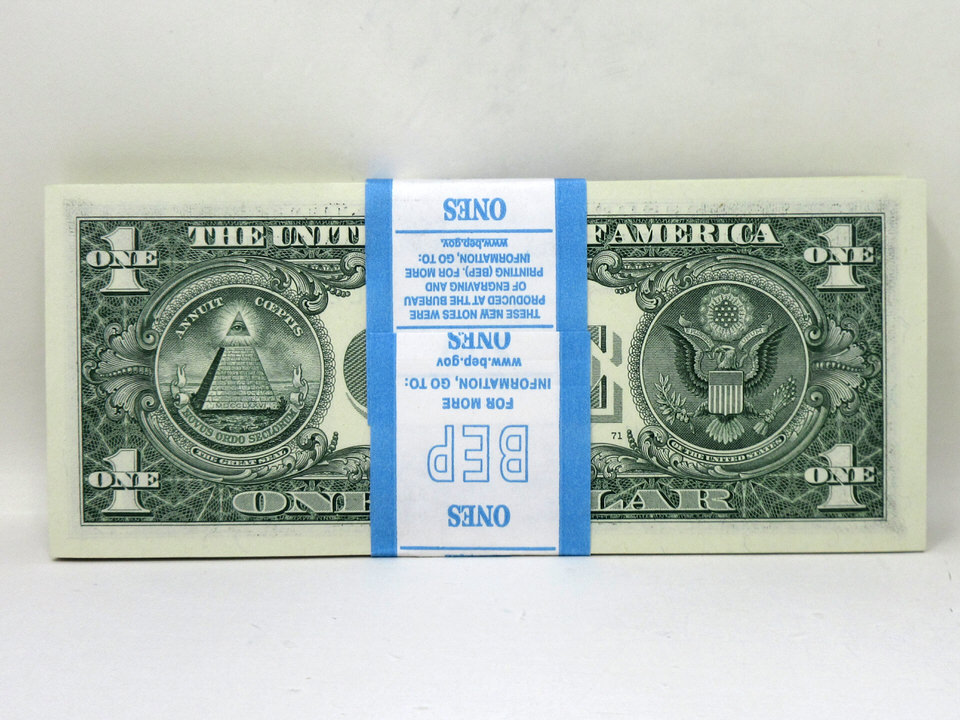 THE UNIT
F AMERICA
1
ONE
1
ONE
ANNUIT CŒPTIS
NOVUS ORDO SECLORUM
THE GREAT SEAL
OF THE UNITED STATES
71
1
ONE
1
ONE
ONE
LAR
ONES
BEP
FOR MORE
INFORMATION, GO TO:
www.bep.gov
ONES
THESE NEW NOTES WERE
PRODUCED AT THE BUREAU
OF ENGRAVING AND
PRINTING (BEP). FOR MORE
INFORMATION, GO TO:
www.bep.gov.
ONES